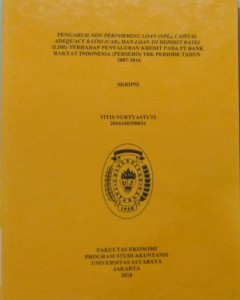 PENGARUH NON PERFORMING LOAN (NPL), CAPITAL
ADEQUACY RATIO (CAR), DAN LOAN TO DEPOSIT RATIO
(LDR) TERHADAP PENYALURAN KREDIT PADA PT BANK
RAKYAT INDONESIA (PERSERO) TBK PERIODE TAHUN
2007-2016
SKRIPSI
TITIS NURTYASTUTI
FAKULTAS EKONOMI
PROGRAM STUDI AKUNTANSI
UNIVERSITAS JAYABAYA
JAKARTA
2018